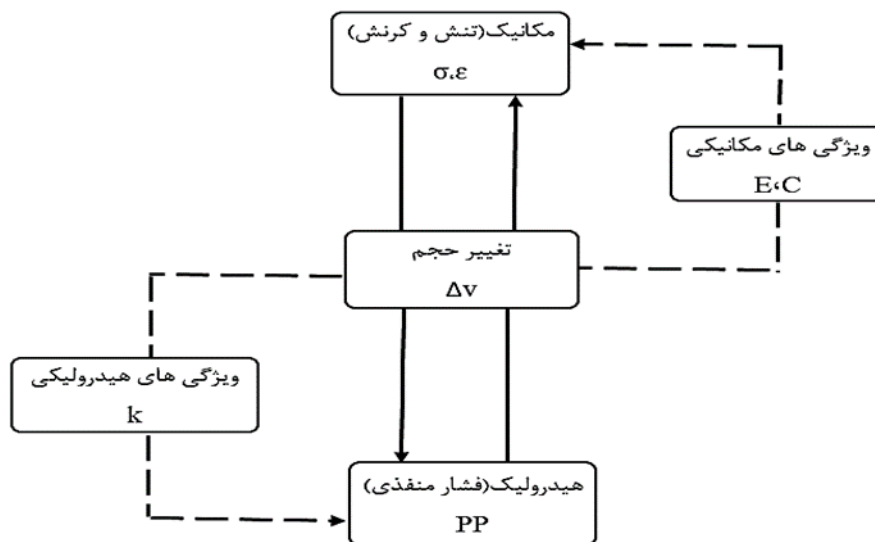 مکانیک(تنش و کرنش)
σ،ε
ویژگی های مکانیکی
E،C
تغییر حجم
Δv
ویژگی های هیدرولیکی
k
هیدرولیک(فشار منفذی)
PP